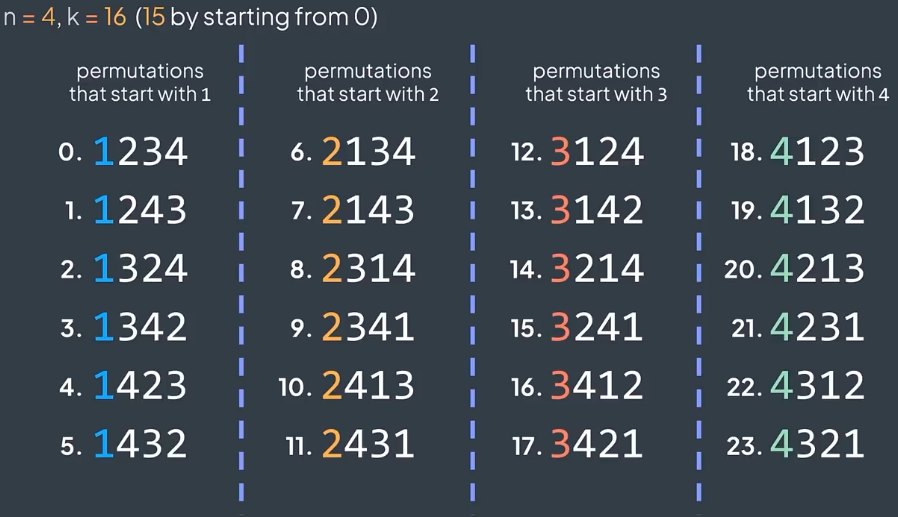 n = 4, k = 16 (15 by starting from 0)
permutations
that start with 1
0. 1234
1. 1243
2. 1324
3. 1342
4. 1423
5. 1432
permutations
that start with 2
6. 2134
7. 2143
8. 2314
9. 2341
10. 2413
11. 2431
permutations
that start with 3
12. 3124
13. 3142
14. 3214
15. 3241
16. 3412
17. 3421
permutations
that start with 4
18. 4123
19. 4132
20. 4213
21. 4231
22. 4312
23. 4321